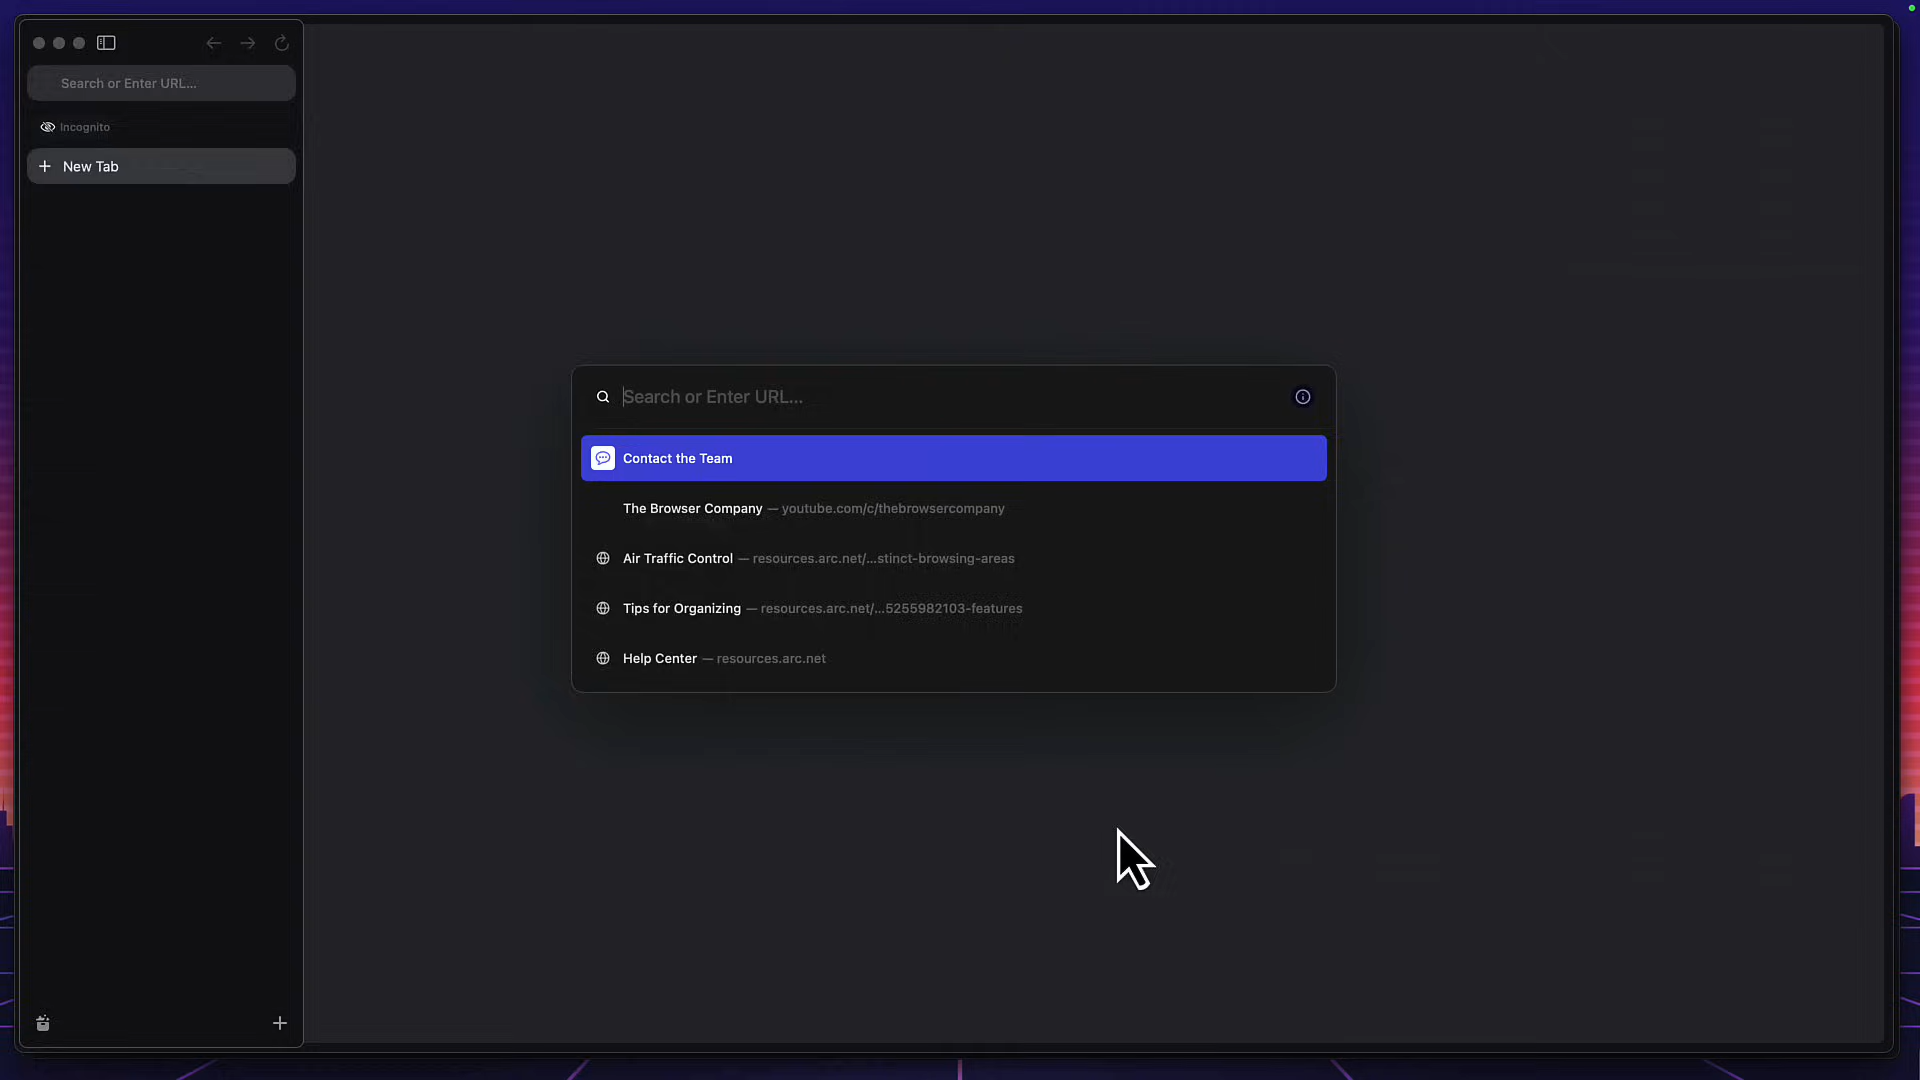 Search or Enter URL...
Incognito
New Tab
Search or Enter URL...
Contact the Team
The Browser Company — youtube.com/c/thebrowsercompany
Air Traffic Control — resources.arc.net/...stinct-browsing-areas
Tips for Organizing — resources.arc.net/...5255982103-features
Help Center — resources.arc.net